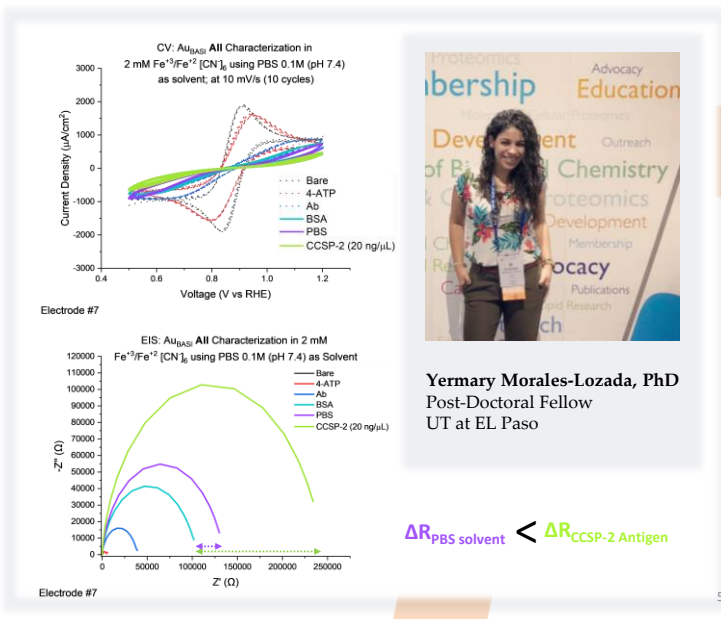 CV: AuBASI All Characterization in
2 mM Fe+3/Fe+2 [CN-]6 using PBS 0.1M (pH 7.4)
as solvent; at 10 mV/s (10 cycles)
3000
2000
1000
0
-1000
-2000
-3000
Current Density (μA/cm²)
Bare
4-ATP
Ab
BSA
PBS
CCSP-2 (20 ng/μL)
0.4 0.6 0.8 1.0 1.2 1.4
Voltage (V vs RHE)
Electrode #7
EIS: AuBASI All Characterization in 2 mM
Fe+3/Fe+2 [CN-]6 using PBS 0.1M (pH 7.4) as Solvent
120000
110000
100000
90000
80000
70000
60000
50000
40000
30000
20000
10000
0
-Z" (Ω)
Bare
4-ATP
Ab
BSA
PBS
CCSP-2 (20 ng/μL)
0 50000 100000 150000 200000 250000
Z' (Ω)
Electrode #7
Proteomics
Advocacy
bership
Education
Outreach
Chemistry
Proteomics
Development
Membership
ocacy
Publications
pid Research
ch
Yermary Morales-Lozada, PhD
Post-Doctoral Fellow
UT at EL Paso
ΔRPBS solvent < ΔRCCSP-2 Antigen
5